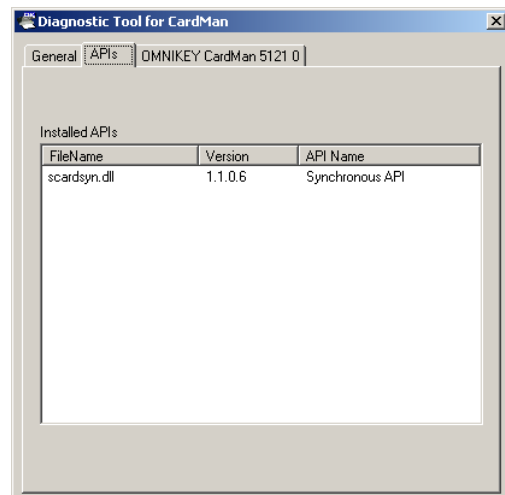 Diagnostic Tool for CardMan
General APIs OMNIKEY CardMan 5121 0
Installed APIs
FileName Version API Name
scardsyn.dll 1.1.0.6 Synchronous API